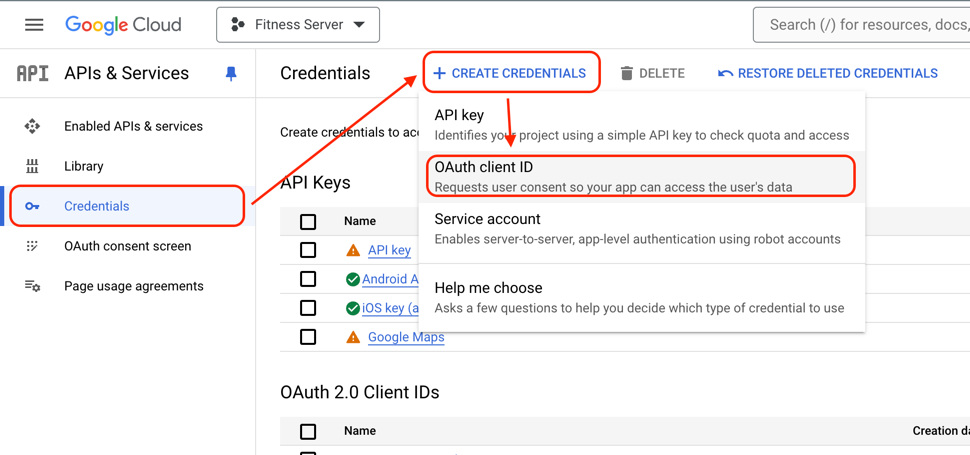 Google Cloud
Fitness Server
Search (/) for resources, docs,
API
APIs & Services
Credentials
CREATE CREDENTIALS
DELETE
RESTORE DELETED CREDENTIALS
Enabled APIs & services
Library
Credentials
OAuth consent screen
Page usage agreements
Create credentials to
API key
Identifies your project using a simple API key to check quota and access
OAuth client ID
Requests user consent so your app can access the user's data
Service account
Enables server-to-server, app-level authentication using robot accounts
Help me choose
Asks a few questions to help you decide which type of credential to use
API Keys
Name
API key
Android A
iOS key (a
Google Maps
OAuth 2.0 Client IDs
Name
Creation da